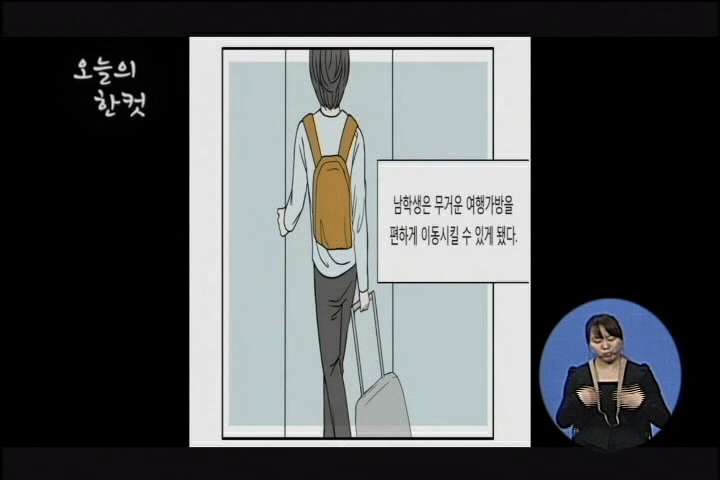 오늘의
한컷
남학생은 무거운 여행가방을
편하게 이동시킬 수 있게 됐다.